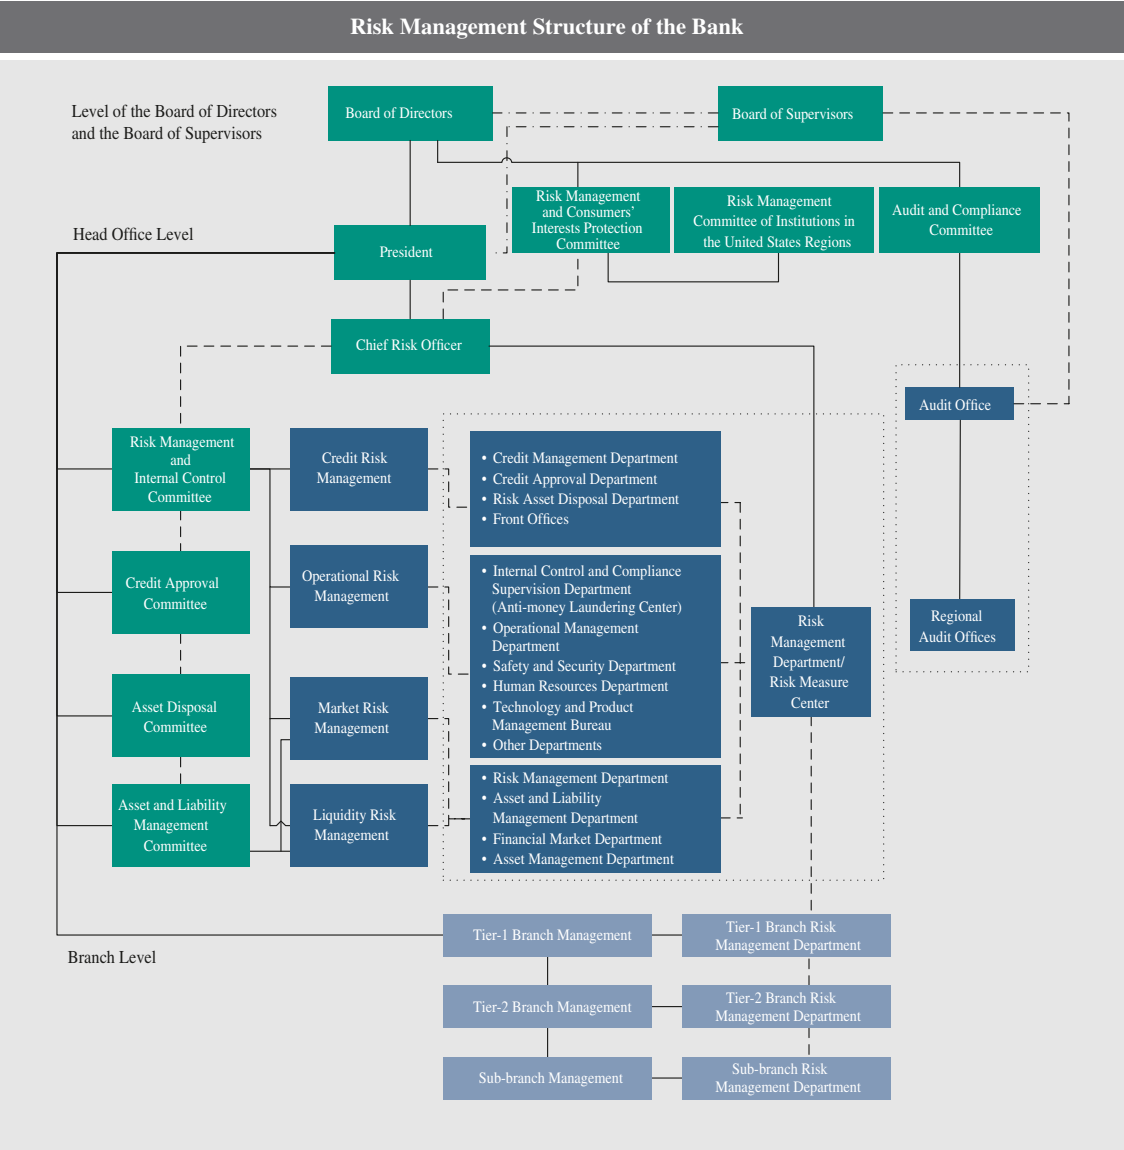 Risk Management Structure of the Bank
Level of the Board of Directors
and the Board of Supervisors
Board of Directors
Board of Supervisors
Risk Management
and Consumers’
Interests Protection
Committee
Risk Management
Committee of Institutions in
the United States Regions
Audit and Compliance
Committee
Head Office Level
President
Chief Risk Officer
Audit Office
Regional
Audit Offices
Risk Management
and
Internal Control
Committee
Credit Approval
Committee
Asset Disposal
Committee
Asset and Liability
Management
Committee
Credit Risk
Management
Operational Risk
Management
Market Risk
Management
Liquidity Risk
Management
• Credit Management Department
• Credit Approval Department
• Risk Asset Disposal Department
• Front Offices
• Internal Control and Compliance
Supervision Department
(Anti-money Laundering Center)
• Operational Management
Department
• Safety and Security Department
• Human Resources Department
• Technology and Product
Management Bureau
• Other Departments
• Risk Management Department
• Asset and Liability
Management Department
• Financial Market Department
• Asset Management Department
Risk
Management
Department/
Risk Measure
Center
Branch Level
Tier-1 Branch Management
Tier-1 Branch Risk
Management Department
Tier-2 Branch Management
Tier-2 Branch Risk
Management Department
Sub-branch Management
Sub-branch Risk
Management Department